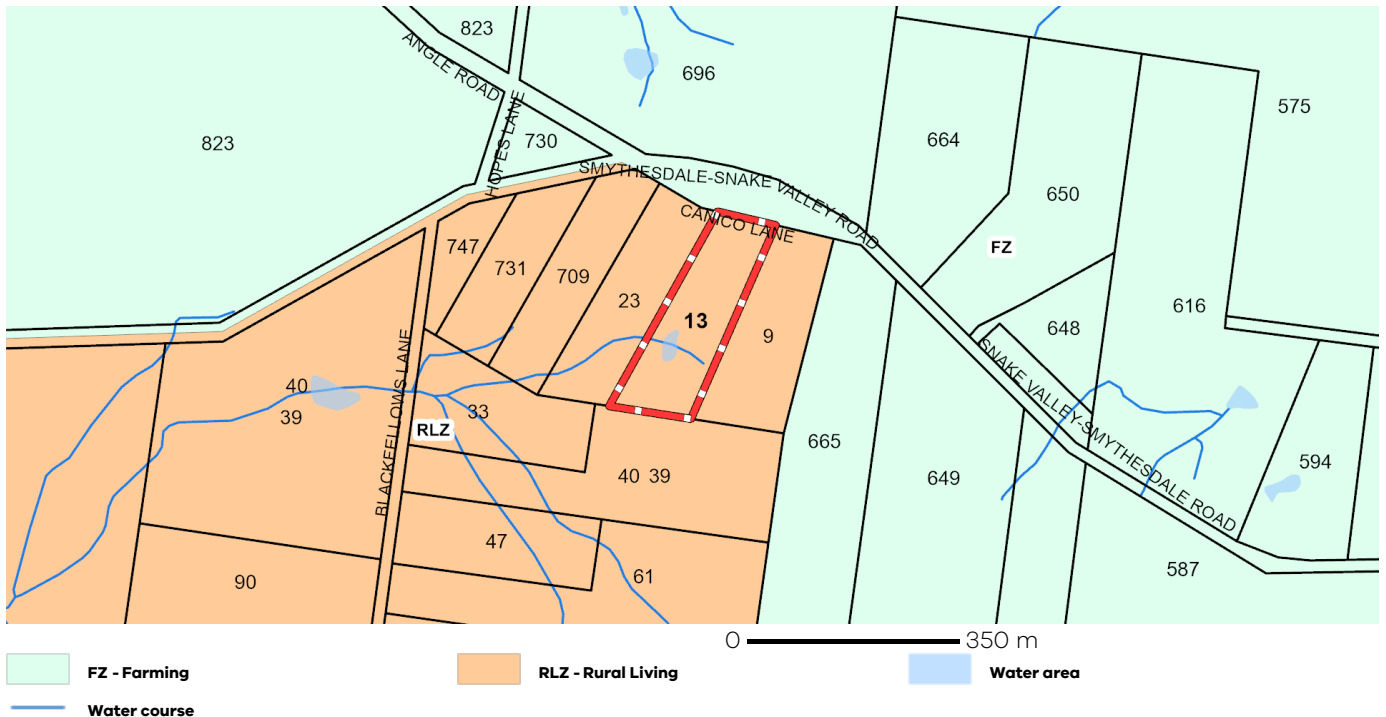 823
ANGLE ROAD
696
575
HOPES LANE
823
730
664
SMYTHESDALE-SNAKE VALLEY ROAD
650
CANICO LANE
FZ
747
731
709
23
13
9
616
648
SNAKE VALLEY-SMYTHESDALE ROAD
BLACKFELLOWS LANE
40
39
33
RLZ
665
40 39
649
594
47
61
90
587
0 350 m
FZ - Farming
RLZ - Rural Living
Water area
Water course